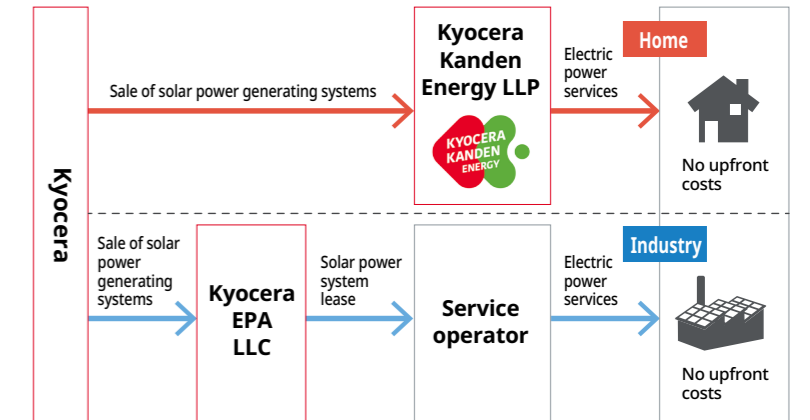 Kyocera
Sale of solar power generating systems
Kyocera
Kanden
Energy LLP
KYOCERA
KANDEN
ENERGY
Electric
power
services
Home
No upfront
costs
Sale of solar
power
generating
systems
Kyocera
EPA
LLC
Solar power
system
lease
Service
operator
Electric
power
services
Industry
No upfront
costs